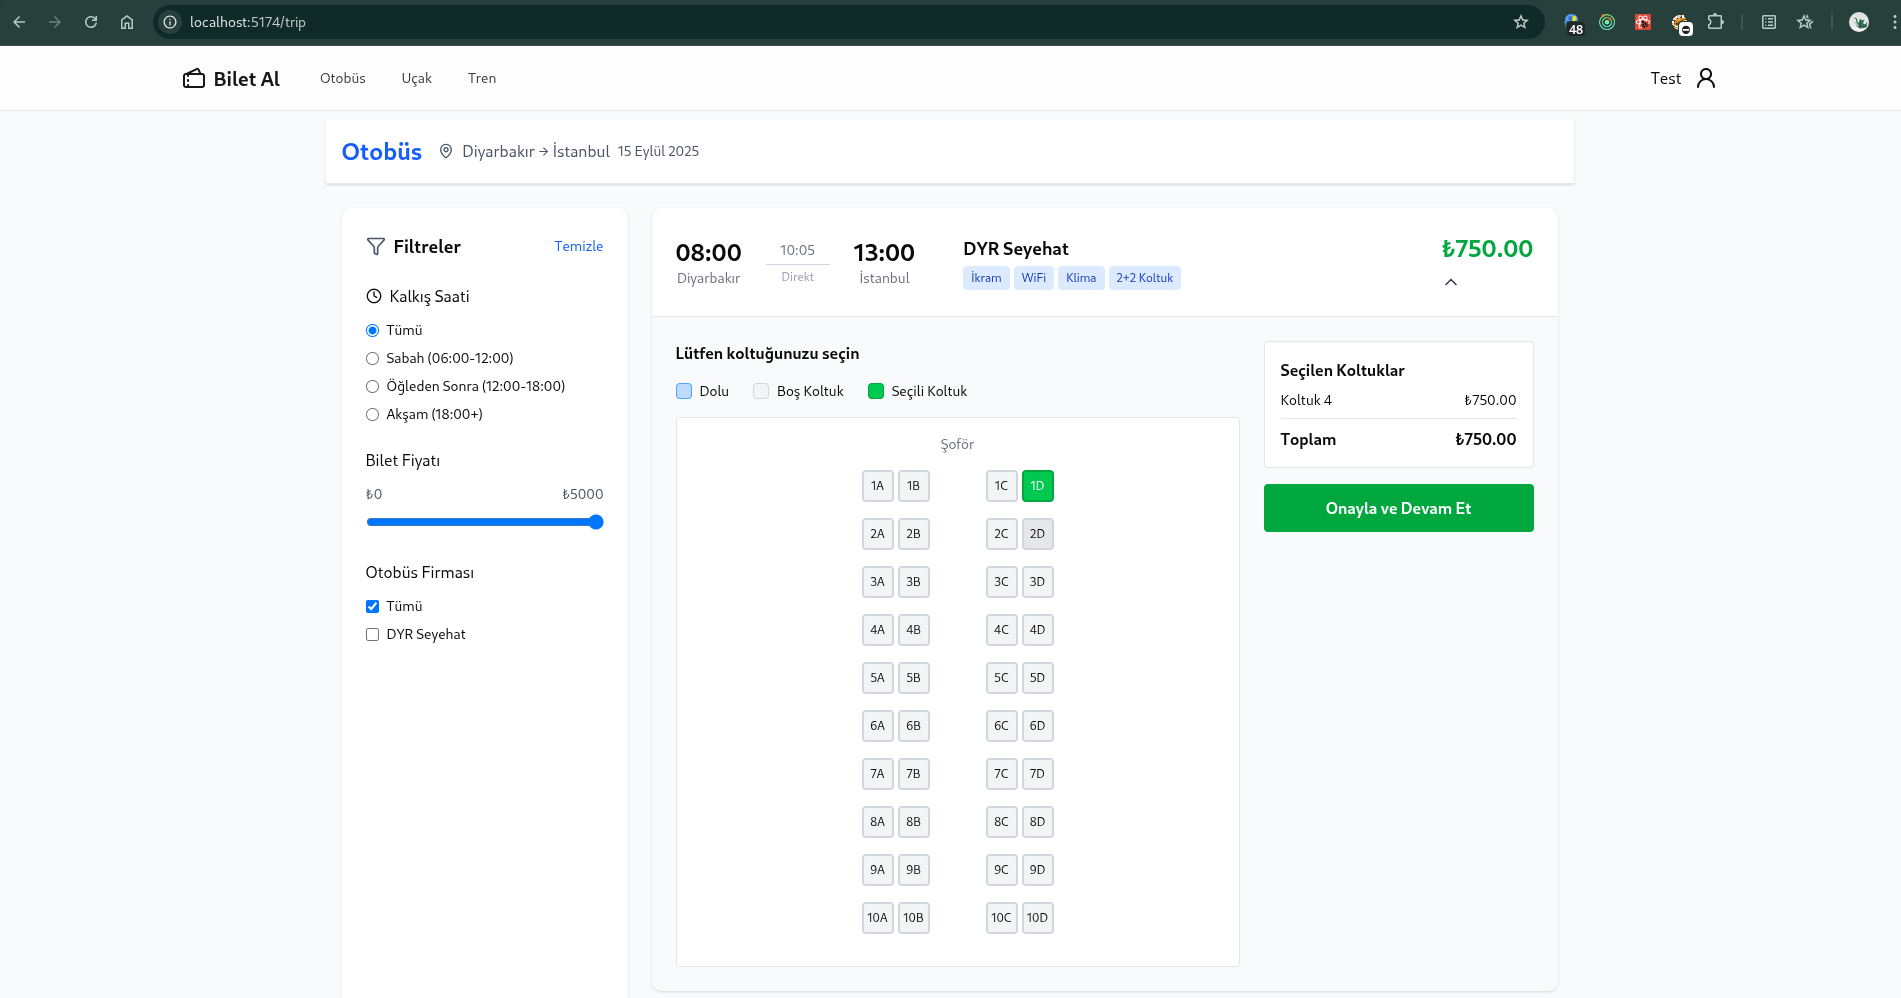 localhost:5174/trip
48
Bilet Al
Otobüs
Uçak
Tren
Test
Otobüs
Diyarbakır → İstanbul 15 Eylül 2025
Filtreler
Temizle
Kalkış Saati
Tümü
Sabah (06:00-12:00)
Öğleden Sonra (12:00-18:00)
Akşam (18:00+)
Bilet Fiyatı
₺0
₺5000
Otobüs Firması
Tümü
DYR Seyehat
08:00
Diyarbakır
10:05
Direkt
13:00
İstanbul
DYR Seyehat
İkram
WiFi
Klima
2+2 Koltuk
₺750.00
Lütfen koltuğunuzu seçin
Dolu
Boş Koltuk
Seçili Koltuk
Şoför
1A 1B 1C 1D
2A 2B 2C 2D
3A 3B 3C 3D
4A 4B 4C 4D
5A 5B 5C 5D
6A 6B 6C 6D
7A 7B 7C 7D
8A 8B 8C 8D
9A 9B 9C 9D
10A 10B 10C 10D
Seçilen Koltuklar
Koltuk 4 ₺750.00
Toplam ₺750.00
Onayla ve Devam Et